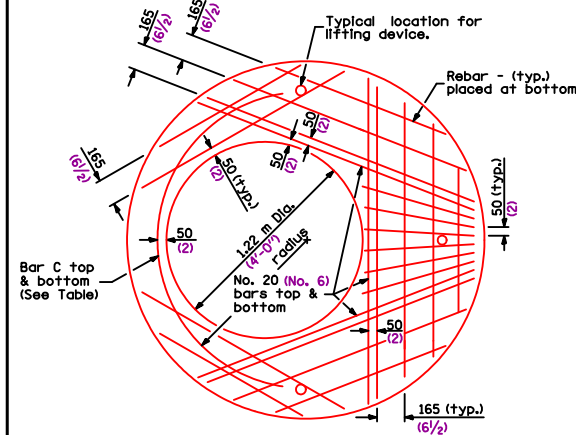 165
(6½)
165
(6½)
Typical location for
lifting device.
Rebar - (typ.)
placed at bottom
165
(6½)
50
(2)
50
(2)
50 (typ.)
(2)
50 (typ.)
(2)
1.22 m Dia.
(4'-0")
radius
50
(2)
Bar C top
& bottom
(See Table)
No. 20 (No. 6)
bars top &
bottom
50
(2)
165 (typ.)
(6½)